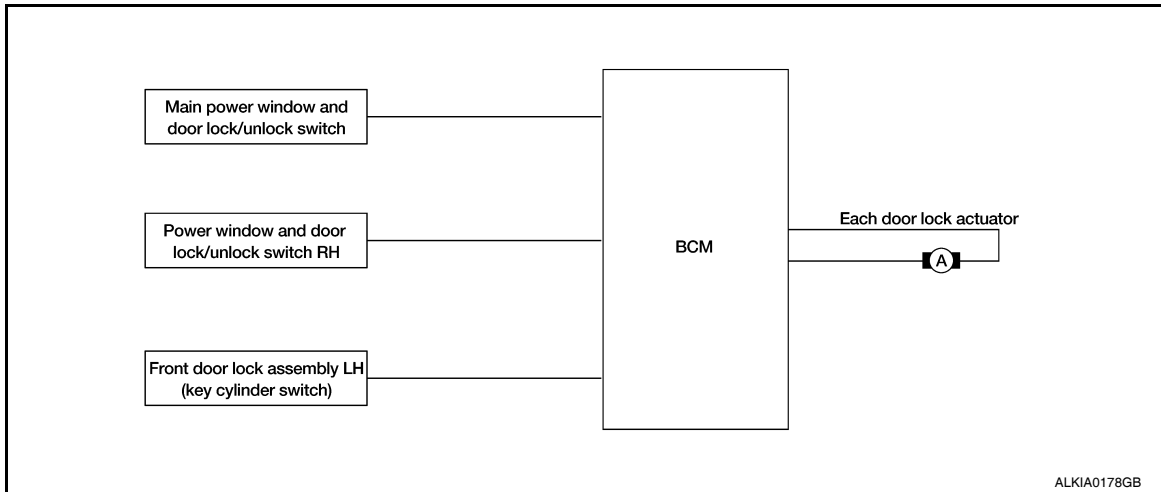 Main power window and
door lock/unlock switch
Power window and door
lock/unlock switch RH
Front door lock assembly LH
(key cylinder switch)
BCM
Each door lock actuator
A
ALKIA0178GB